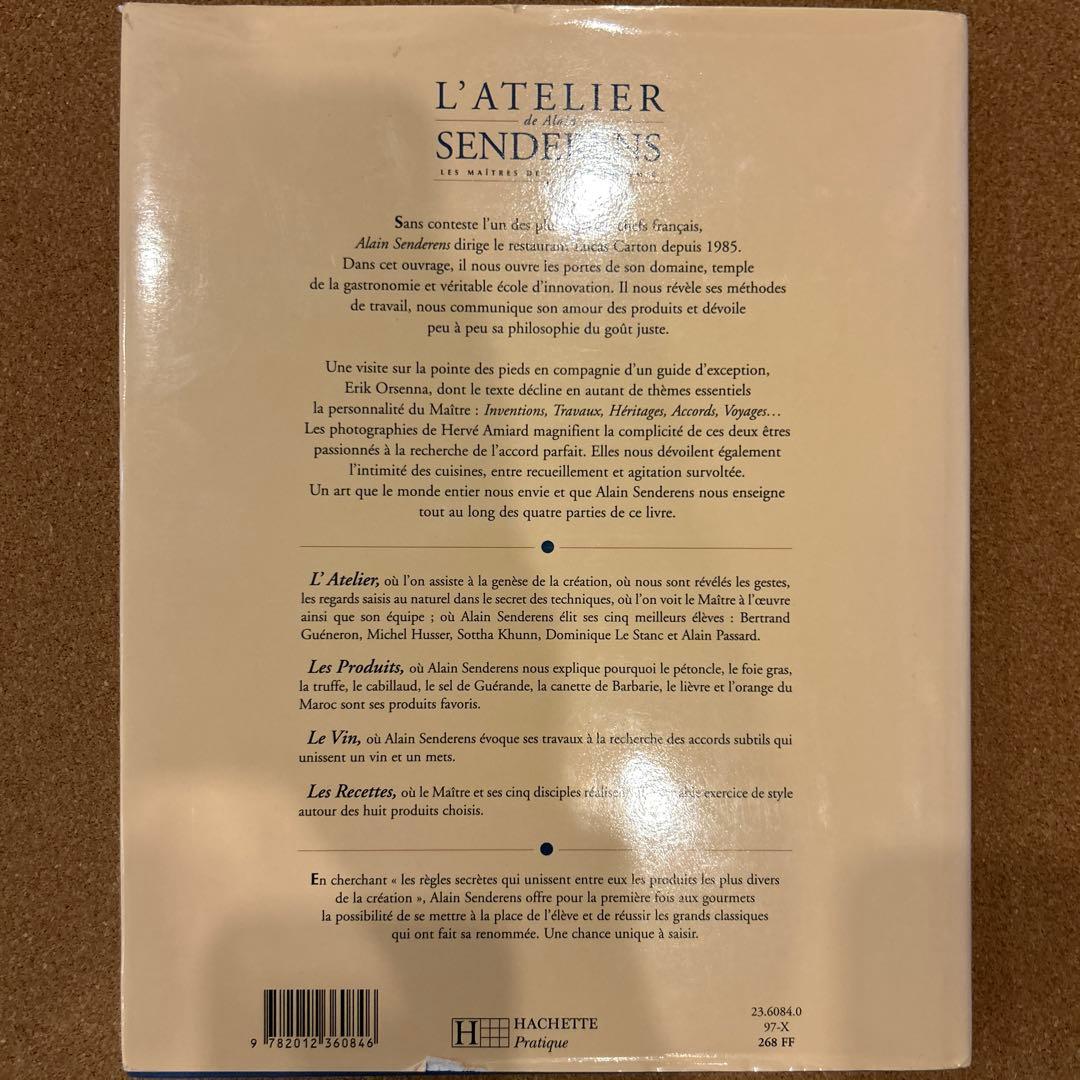 L'ATELIER
de Alain
SENDERENS
LES MAÎTRES DE
Sans conteste l'un des chefs français,
Alain Senderens dirige le restaurant Lucas Carton depuis 1985.
Dans cet ouvrage, il nous ouvre les portes de son domaine, temple
de la gastronomie et véritable école d'innovation. Il nous révèle ses méthodes
de travail, nous communique son amour des produits et dévoile
peu à peu sa philosophie du goût juste.
Une visite sur la pointe des pieds en compagnie d'un guide d'exception,
Erik Orsenna, dont le texte décline en autant de thèmes essentiels
la personnalité du Maître : Inventions, Travaux, Héritages, Accords, Voyages...
Les photographies de Hervé Amiard magnifient la complicité de ces deux êtres
passionnés à la recherche de l'accord parfait. Elles nous dévoilent également
l'intimité des cuisines, entre recueillement et agitation survoltée.
Un art que le monde entier nous envie et que Alain Senderens nous enseigne
tout au long des quatre parties de ce livre.
L'Atelier, où l'on assiste à la genèse de la création, où nous sont révélés les gestes,
les regards saisis au naturel dans le secret des techniques, où l'on voit le Maître à l'œuvre
ainsi que son équipe ; où Alain Senderens élit ses cinq meilleurs élèves : Bertrand
Guéneron, Michel Husser, Sottha Khunn, Dominique Le Stanc et Alain Passard.
Les Produits, où Alain Senderens nous explique pourquoi le pétoncle, le foie gras,
la truffe, le cabillaud, le sel de Guérande, la canette de Barbarie, le lièvre et l'orange du
Maroc sont ses produits favoris.
Le Vin, où Alain Senderens évoque ses travaux à la recherche des accords subtils qui
unissent un vin et un mets.
Les Recettes, où le Maître et ses cinq disciples réalisent exercice de style
autour des huit produits choisis.
En cherchant « les règles secrètes qui unissent entre eux les produits les plus divers
de la création », Alain Senderens offre pour la première fois aux gourmets
la possibilité de se mettre à la place de l'élève et de réussir les grands classiques
qui ont fait sa renommée. Une chance unique à saisir.
9 782012 360846
H HACHETTE
Pratique
23.6084.0
97-X
268 FF